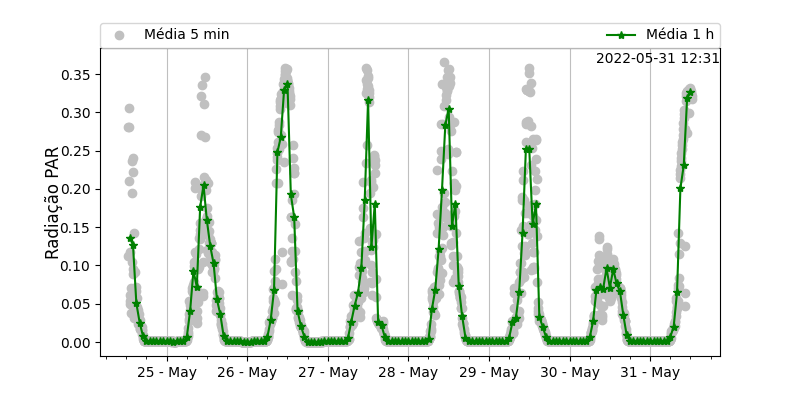 Média 5 min
Média 1 h
2022-05-31 12:31
Radiação PAR
0.35
0.30
0.25
0.20
0.15
0.10
0.05
0.00
25 - May
26 - May
27 - May
28 - May
29 - May
30 - May
31 - May